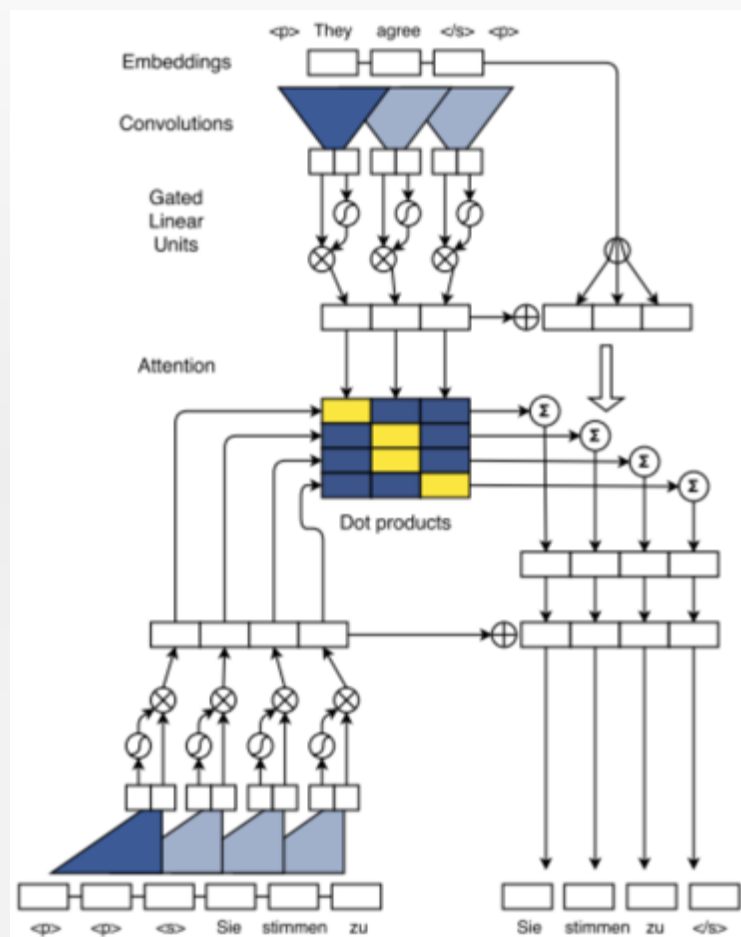 <p> They agree </s> <p>
Embeddings
Convolutions
Gated
Linear
Units
Attention
Σ
Σ
Σ
Σ
Dot products
<p> <p> <s> Sie stimmen zu
Sie stimmen zu </s>